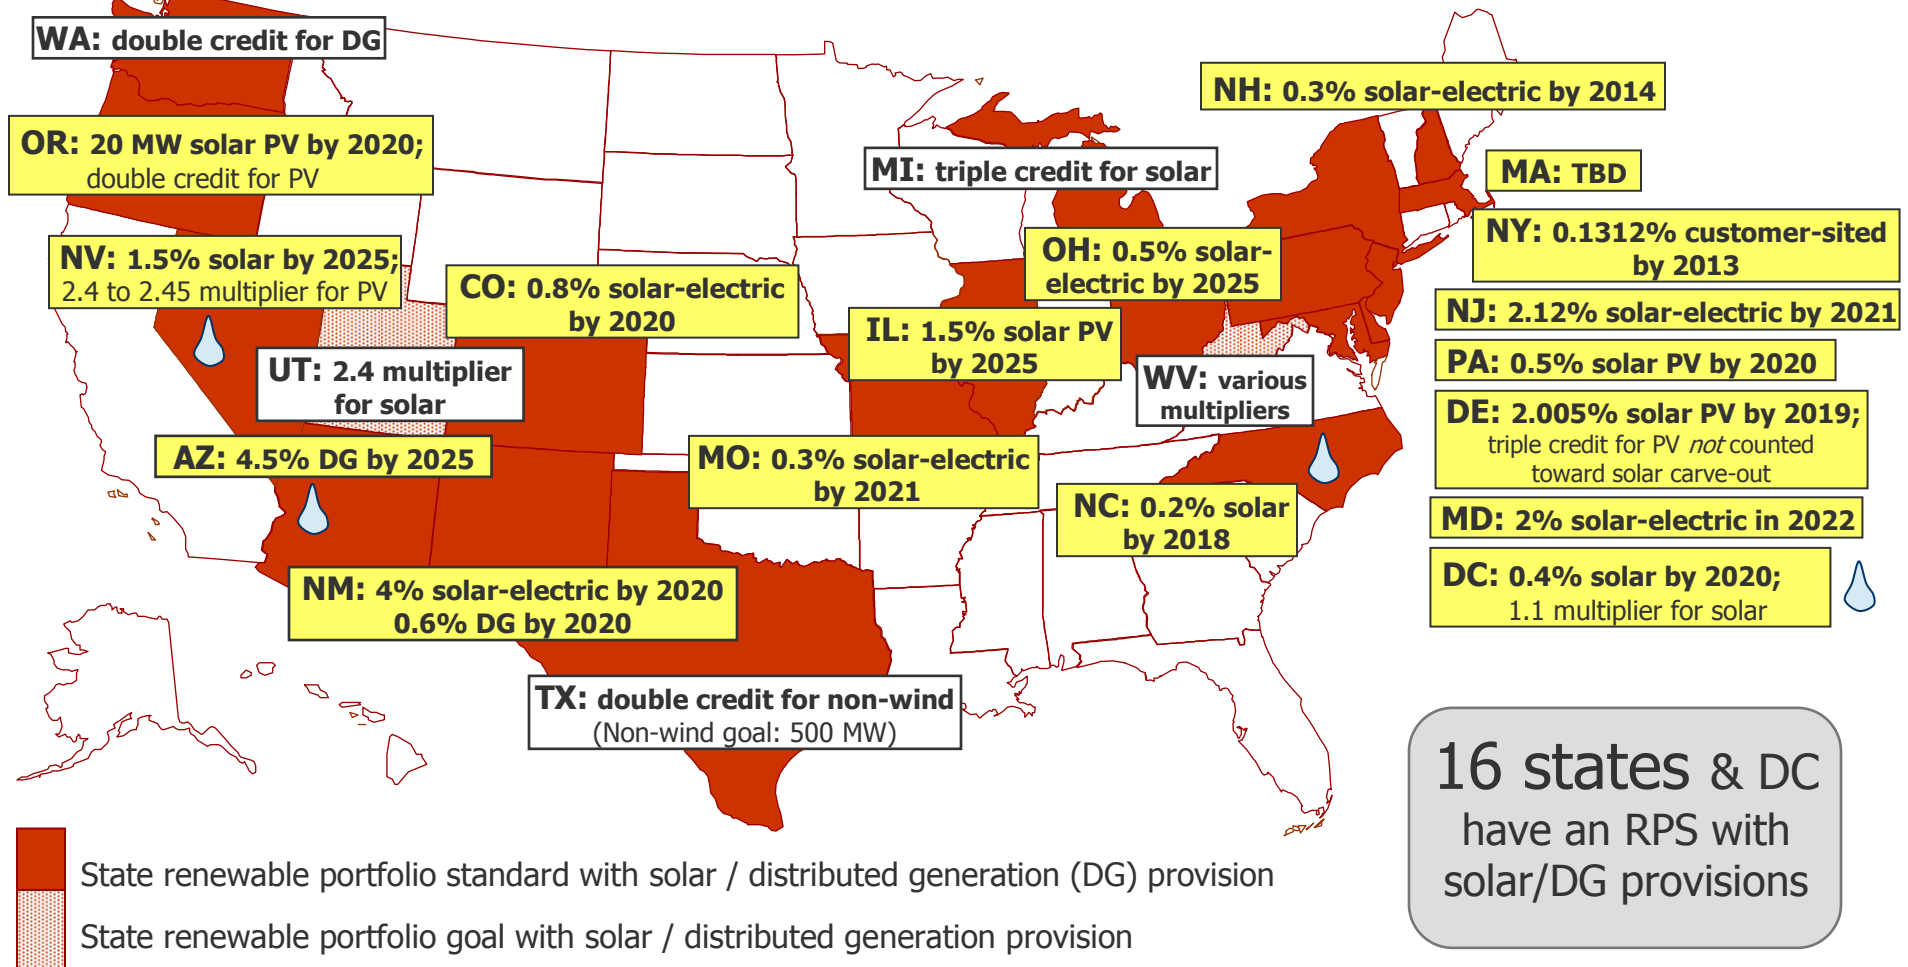 WA: double credit for DG
OR: 20 MW solar PV by 2020;
double credit for PV
NV: 1.5% solar by 2025;
2.4 to 2.45 multiplier for PV
UT: 2.4 multiplier
for solar
AZ: 4.5% DG by 2025
NM: 4% solar-electric by 2020
0.6% DG by 2020
CO: 0.8% solar-electric
by 2020
TX: double credit for non-wind
(Non-wind goal: 500 MW)
MO: 0.3% solar-electric
by 2021
IL: 1.5% solar PV
by 2025
MI: triple credit for solar
OH: 0.5% solar-
electric by 2025
WV: various
multipliers
NC: 0.2% solar
by 2018
NH: 0.3% solar-electric by 2014
MA: TBD
NY: 0.1312% customer-sited
by 2013
NJ: 2.12% solar-electric by 2021
PA: 0.5% solar PV by 2020
DE: 2.005% solar PV by 2019;
triple credit for PV not counted
toward solar carve-out
MD: 2% solar-electric in 2022
DC: 0.4% solar by 2020;
1.1 multiplier for solar
16 states & DC
have an RPS with
solar/DG provisions
State renewable portfolio standard with solar / distributed generation (DG) provision
State renewable portfolio goal with solar / distributed generation provision